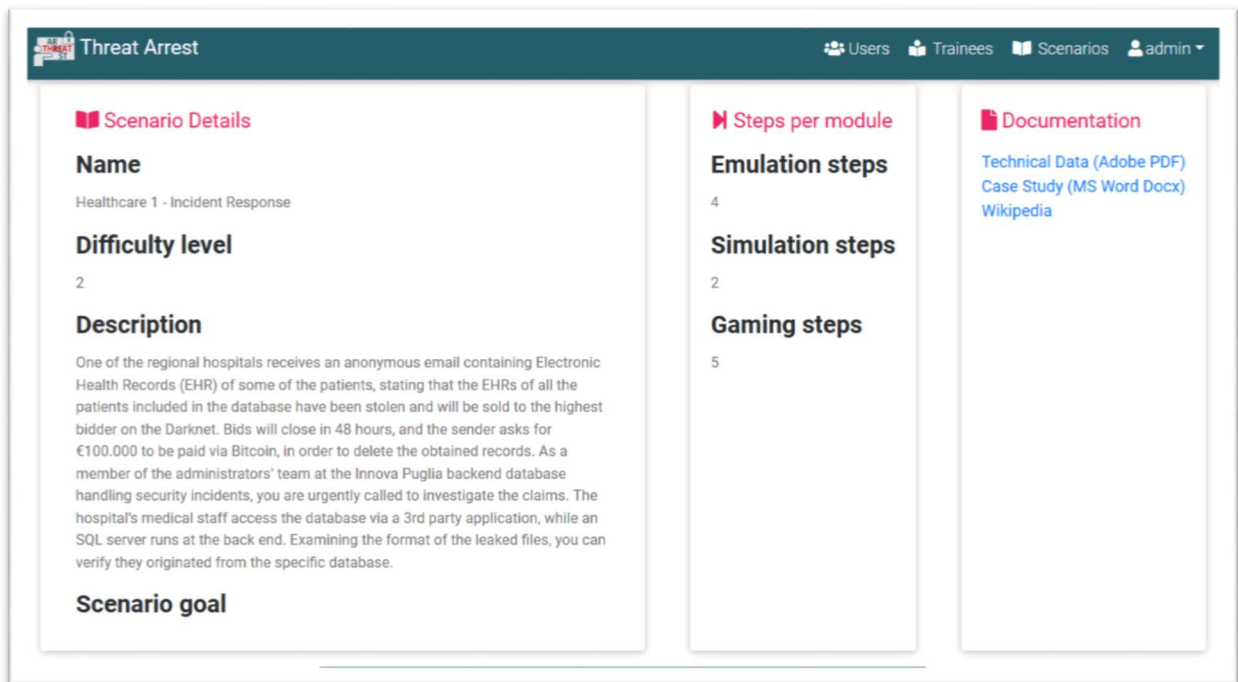 AR
THREAT
ST
Threat Arrest
Users
Trainees
Scenarios
admin
Scenario Details
Name
Healthcare 1 - Incident Response
Difficulty level
2
Description
One of the regional hospitals receives an anonymous email containing Electronic
Health Records (EHR) of some of the patients, stating that the EHRs of all the
patients included in the database have been stolen and will be sold to the highest
bidder on the Darknet. Bids will close in 48 hours, and the sender asks for
€100.000 to be paid via Bitcoin, in order to delete the obtained records. As a
member of the administrators' team at the Innova Puglia backend database
handling security incidents, you are urgently called to investigate the claims. The
hospital's medical staff access the database via a 3rd party application, while an
SQL server runs at the back end. Examining the format of the leaked files, you can
verify they originated from the specific database.
Scenario goal
Steps per module
Emulation steps
4
Simulation steps
2
Gaming steps
5
Documentation
Technical Data (Adobe PDF)
Case Study (MS Word Docx)
Wikipedia